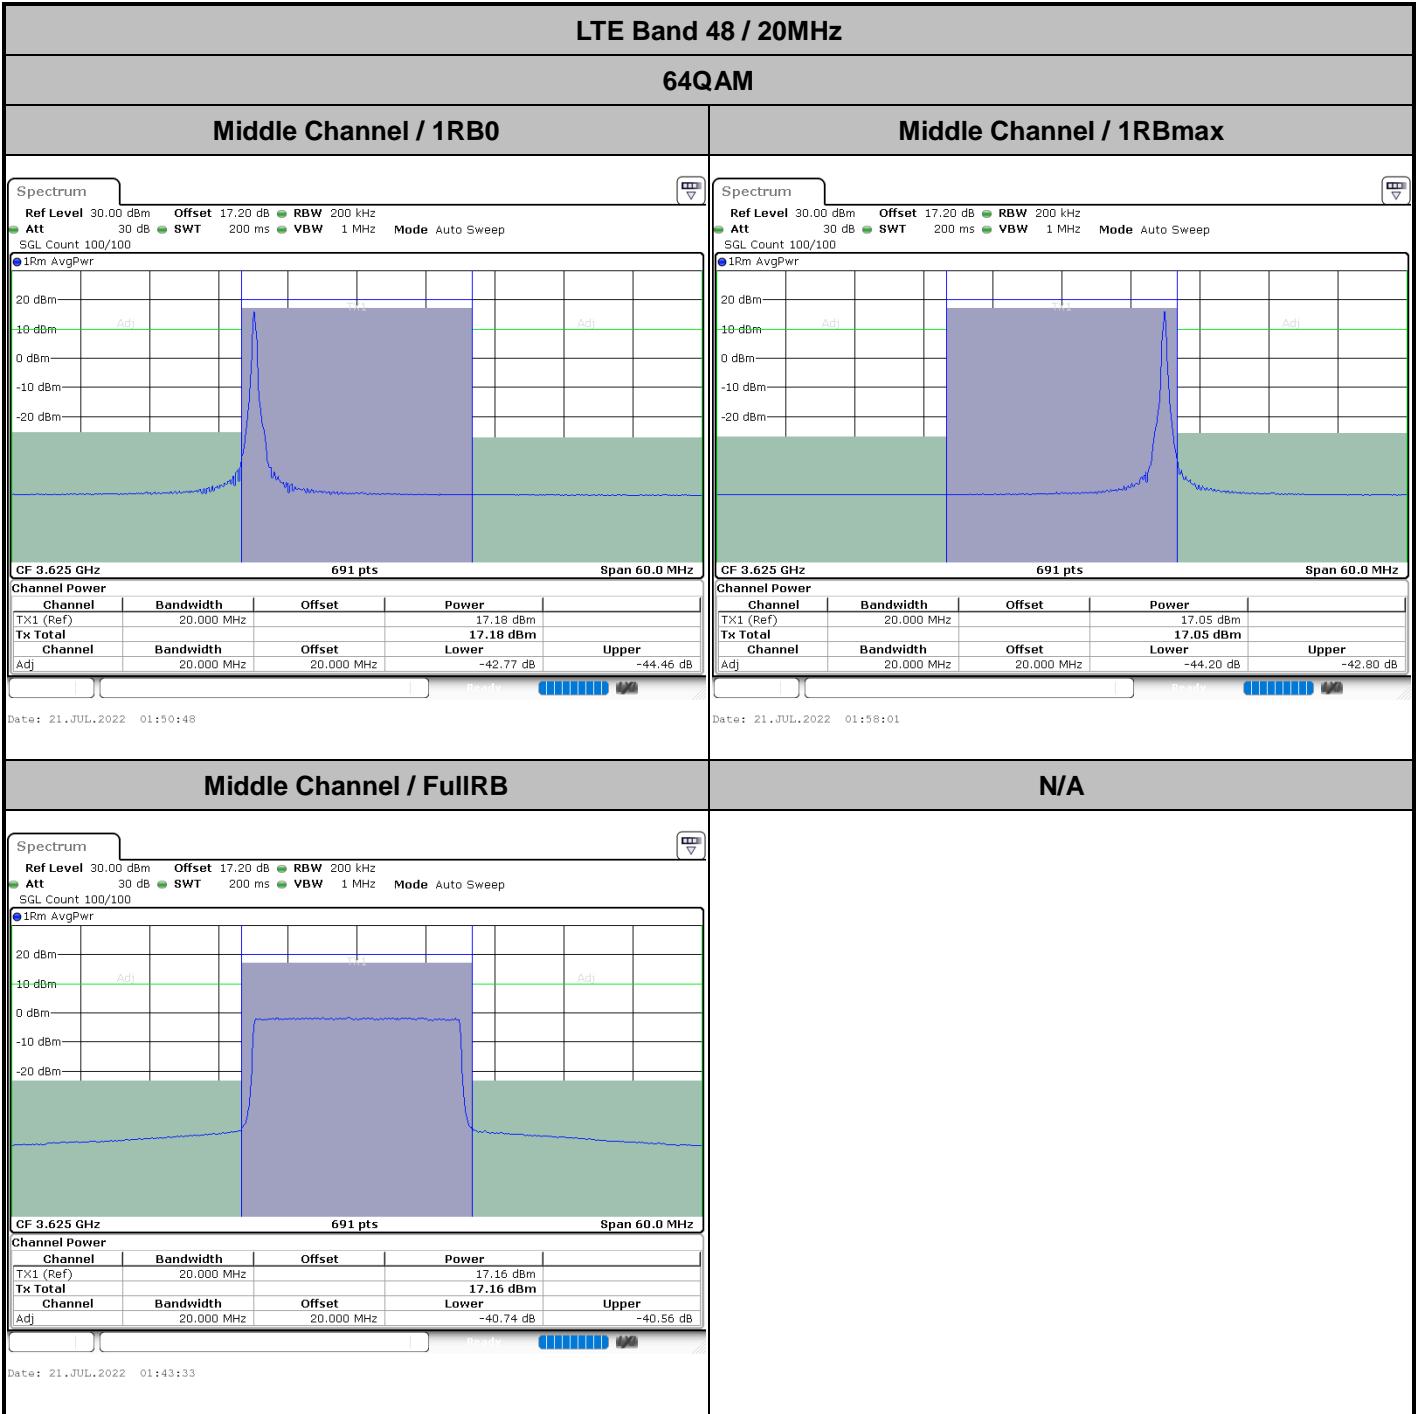 LTE Band 48 / 20MHz
64QAM
Middle Channel / 1RB0
Middle Channel / 1RBmax
Spectrum
Ref Level 30.00 dBm Offset 17.20 dB RBW 200 kHz
Att 30 dB SWT 200 ms VBW 1 MHz Mode Auto Sweep
SGL Count 100/100
1Rm AvgPwr
20 dBm
10 dBm
0 dBm
-10 dBm
-20 dBm
Adj
TX1
Adj
CF 3.625 GHz 691 pts Span 60.0 MHz
Channel Power
Channel Bandwidth Offset Power
TX1 (Ref) 20.000 MHz 17.18 dBm
Tx Total 17.18 dBm
Channel Bandwidth Offset Lower Upper
Adj 20.000 MHz 20.000 MHz -42.77 dB -44.46 dB
Ready
Date: 21.JUL.2022 01:50:48
Spectrum
Ref Level 30.00 dBm Offset 17.20 dB RBW 200 kHz
Att 30 dB SWT 200 ms VBW 1 MHz Mode Auto Sweep
SGL Count 100/100
1Rm AvgPwr
20 dBm
10 dBm
0 dBm
-10 dBm
-20 dBm
Adj
TX1
Adj
CF 3.625 GHz 691 pts Span 60.0 MHz
Channel Power
Channel Bandwidth Offset Power
TX1 (Ref) 20.000 MHz 17.05 dBm
Tx Total 17.05 dBm
Channel Bandwidth Offset Lower Upper
Adj 20.000 MHz 20.000 MHz -44.20 dB -42.80 dB
Ready
Date: 21.JUL.2022 01:58:01
Middle Channel / FullRB
N/A
Spectrum
Ref Level 30.00 dBm Offset 17.20 dB RBW 200 kHz
Att 30 dB SWT 200 ms VBW 1 MHz Mode Auto Sweep
SGL Count 100/100
1Rm AvgPwr
20 dBm
10 dBm
0 dBm
-10 dBm
-20 dBm
Adj
TX1
Adj
CF 3.625 GHz 691 pts Span 60.0 MHz
Channel Power
Channel Bandwidth Offset Power
TX1 (Ref) 20.000 MHz 17.16 dBm
Tx Total 17.16 dBm
Channel Bandwidth Offset Lower Upper
Adj 20.000 MHz 20.000 MHz -40.74 dB -40.56 dB
Ready
Date: 21.JUL.2022 01:43:33